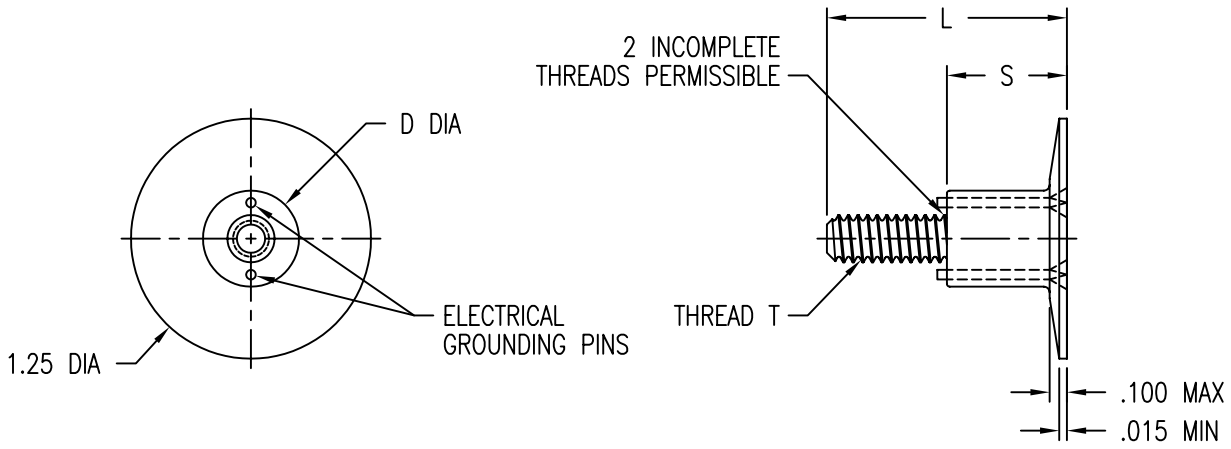 L
2 INCOMPLETE
THREADS PERMISSIBLE
S
D DIA
ELECTRICAL
GROUNDING PINS
THREAD T
1.25 DIA
.100 MAX
.015 MIN